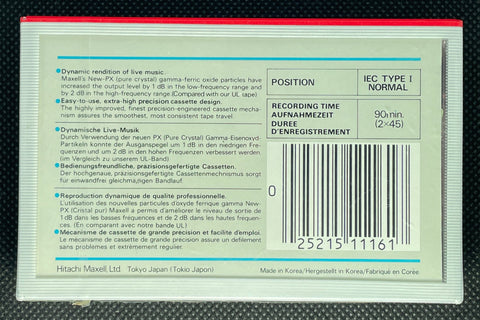 Dynamic rendition of live music.
Maxell's New-PX (pure crystal) gamma-ferric oxide particles have
increased the output level by 1 dB in the low-frequency range and
by 2 dB in the high-frequency range (Compared with our UL tape)
Easy-to-use, extra-high precision cassette design.
The highly improved, finest precision-engineered cassette mecha-
nism assures the smoothest, most consistent tape travel
Dynamische Live-Musik
Durch Verwendung der neuen PX (Pure Crystal) Gamma-Eisenoxyd-
Partikeln konnte der Ausganspegel um 1 dB in den niedrigen Fre-
quenzen und um 2 dB in den hohen Frequenzen verbessert werden.
(im Vergleich zu unserem UL-Band)
Bedienungsfreundliche, präzisiongefertigte Cassetten.
Der hochgenaue, präzisionsgefertigte Cassettenmechnismus sorgt
für einwandfrei gleichmä,ßigen Bandlauf.
Reproduction dynamique de qualité professionnelle.
L'utilisation des nouvelles particules d'oxyde ferrique gamma New-
PX (Cristal pur) Maxell a permis d'améliorer le niveau de sortie de
1 dB dans les basses fréquences et de 2 dB dans les hautes fréquen-
ces. (En comparant avec notre bande UL)
Mécanisme de cassette de grande precision et facilite d'emploi.
Le mécanisme de cassette de grande precision assure un défilement
sans problèmes et extrêmement régulier.
Hitachi Maxell, Ltd. Tokyo Japan (Tokio Japon)
POSITION
IEC TYPE I
NORMAL
RECORDING TIME
AUFNAHMEZEIT
DUREE
D'ENREGISTREMENT
90min.
(2×45)
0
25215 11161
Made in Korea/Hergestellt in Korea/Fabriqué en Corée